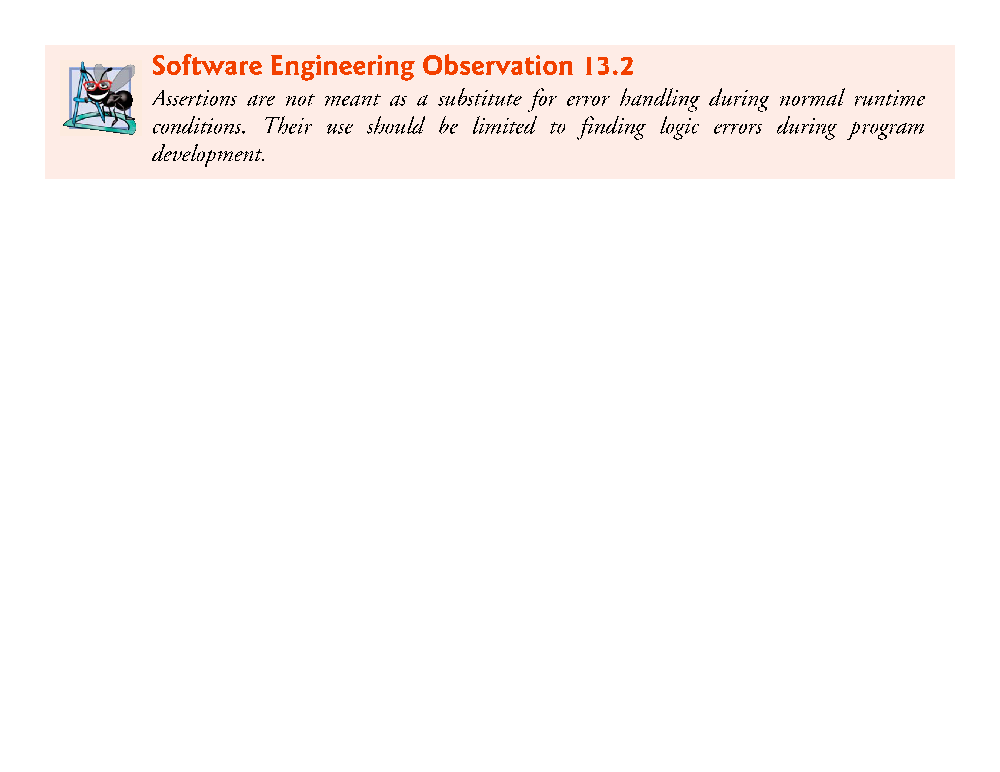 Software Engineering Observation 13.2
Assertions are not meant as a substitute for error handling during normal runtime
conditions. Their use should be limited to finding logic errors during program
development.